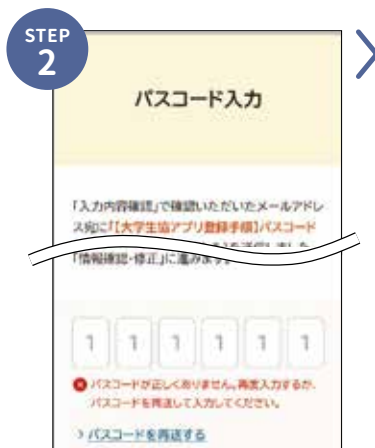 STEP
2
パスコード入力
「入力内容確認」で確認いただいたメールアドレ
ス宛に「【大学生協アプリ登録手順】パスコード
「情報確認・修正」に進みます。
1 1 1 1 1 1
パスコードが正しくありません。再度入力するか、
パスコードを再送して入力してください。
› パスコードを再送する